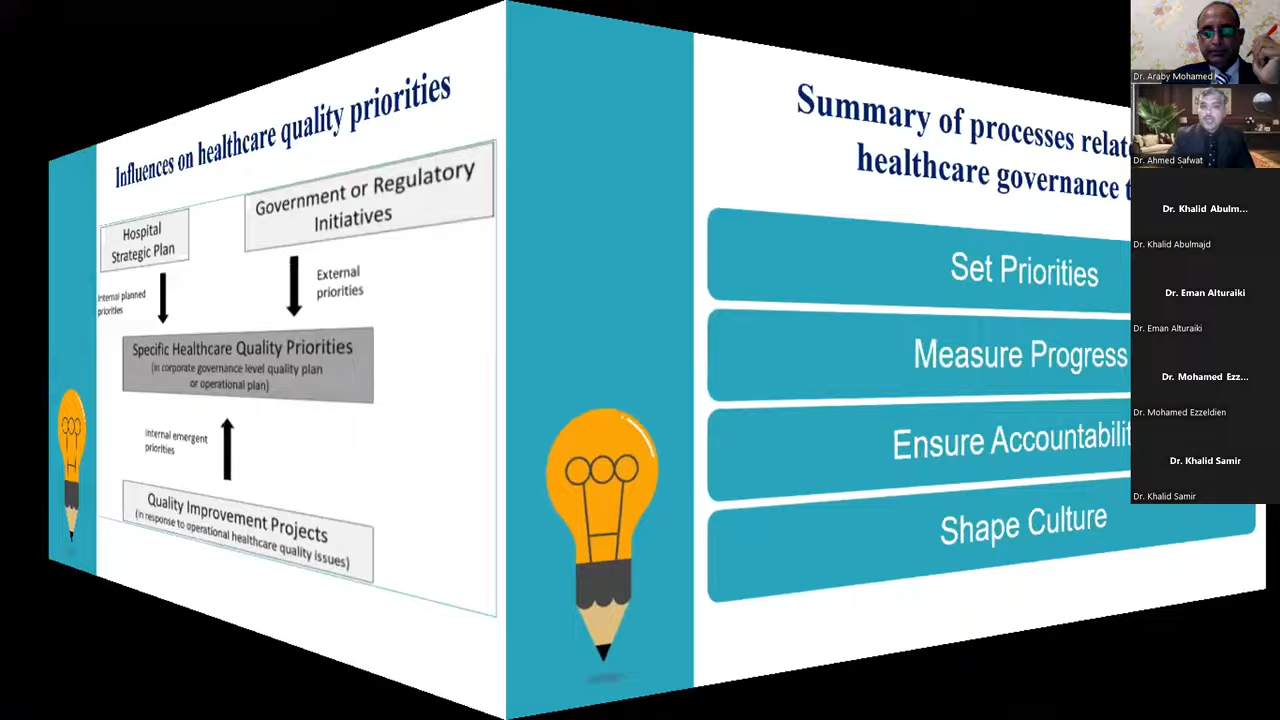 Influences on healthcare quality priorities
Hospital
Strategic Plan
Government or Regulatory
Initiatives
Internal planned
priorities
External
priorities
Specific Healthcare Quality Priorities
(in corporate governance level quality plan
or operational plan)
Internal emergent
priorities
Quality Improvement Projects
(in response to operational healthcare quality issues)
Summary of processes relate
healthcare governance t
Set Priorities
Measure Progress
Ensure Accountabilit
Shape Culture
Dr. Araby Mohamed
Dr. Ahmed Safwat
Dr. Khalid Abulm...
Dr. Khalid Abulmajd
Dr. Eman Alturaiki
Dr. Eman Alturaiki
Dr. Mohamed Ezz...
Dr. Mohamed Ezzeldien
Dr. Khalid Samir
Dr. Khalid Samir